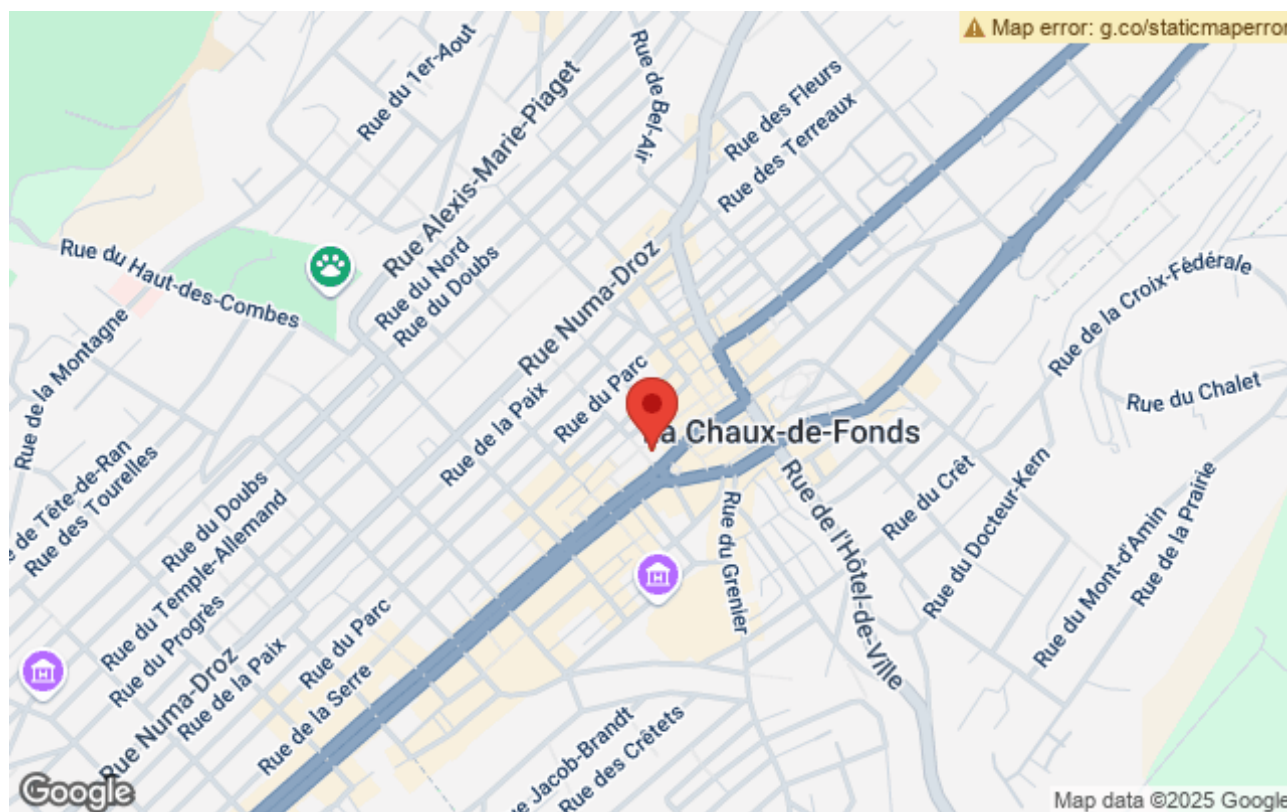 Map error: g.co/staticmaperror
Rue du 1er-Aout
Rue Alexis-Marie-Piaget
Rue de Bel-Air
Rue des Fleurs
Rue des Terreaux
Rue du Haut-des-Combes
Rue du Nord
Rue du Doubs
Rue Numa-Droz
Rue de la Croix-Fédérale
Rue de la Montagne
Rue du Parc
Rue de la Paix
Rue du Chalet
a Chaux-de-Fonds
e de Tête-de-Ran
Rue des Tourelles
Rue du Doubs
Rue du Temple-Allemand
Rue du Progrès
Rue Numa-Droz
Rue de la Paix
Rue du Parc
Rue de la Serre
Rue du Grenier
Rue de l'Hôtel-de-Ville
Rue du Crêt
Rue du Docteur-Kern
Rue du Mont-d'Amin
Rue de la Prairie
ue Jacob-Brandt
Rue des Crêtets
Google
Map data ©2025 Google